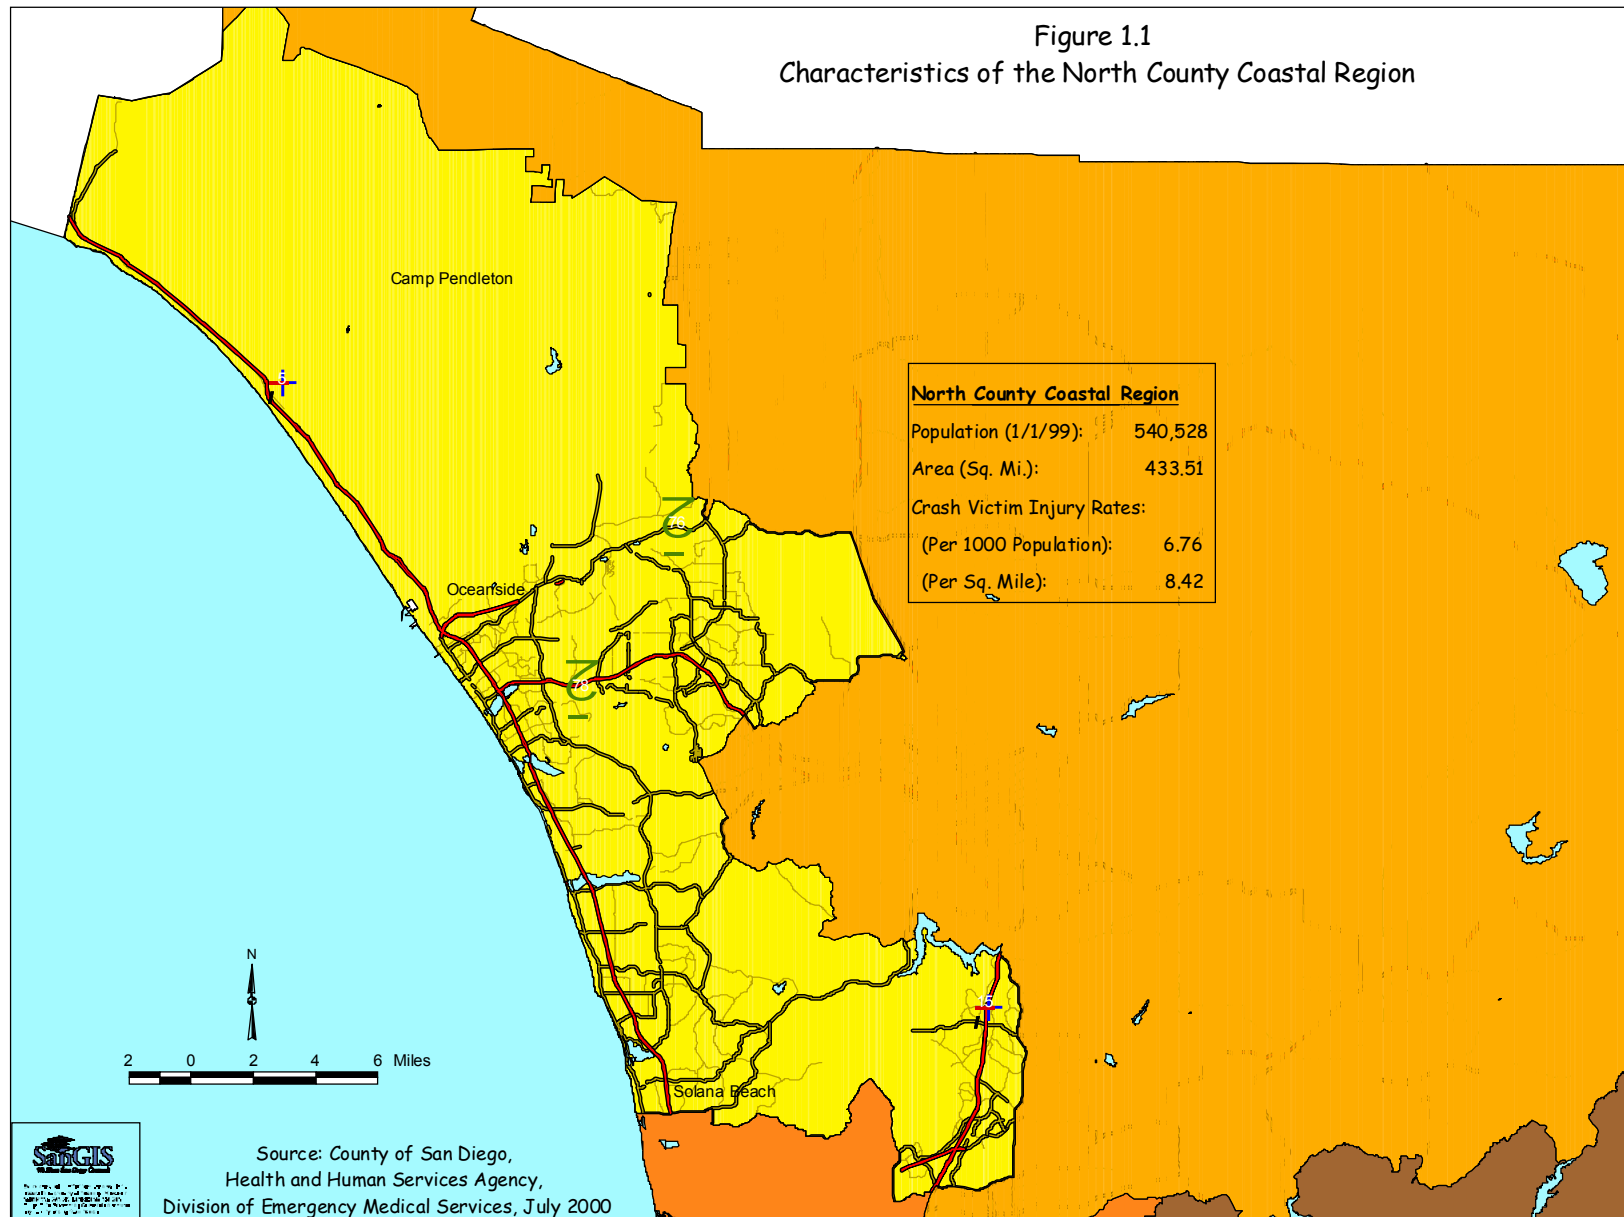 Figure 1.1
Characteristics of the North County Coastal Region
Camp Pendleton
North County Coastal Region
Population (1/1/99): 540,528
Area (Sq. Mi.): 433.51
Crash Victim Injury Rates:
(Per 1000 Population): 6.76
(Per Sq. Mile): 8.42
76
Oceanside
78
N
2 0 2 4 6 Miles
Solana Beach
SanGIS
Source: County of San Diego,
Health and Human Services Agency,
Division of Emergency Medical Services, July 2000